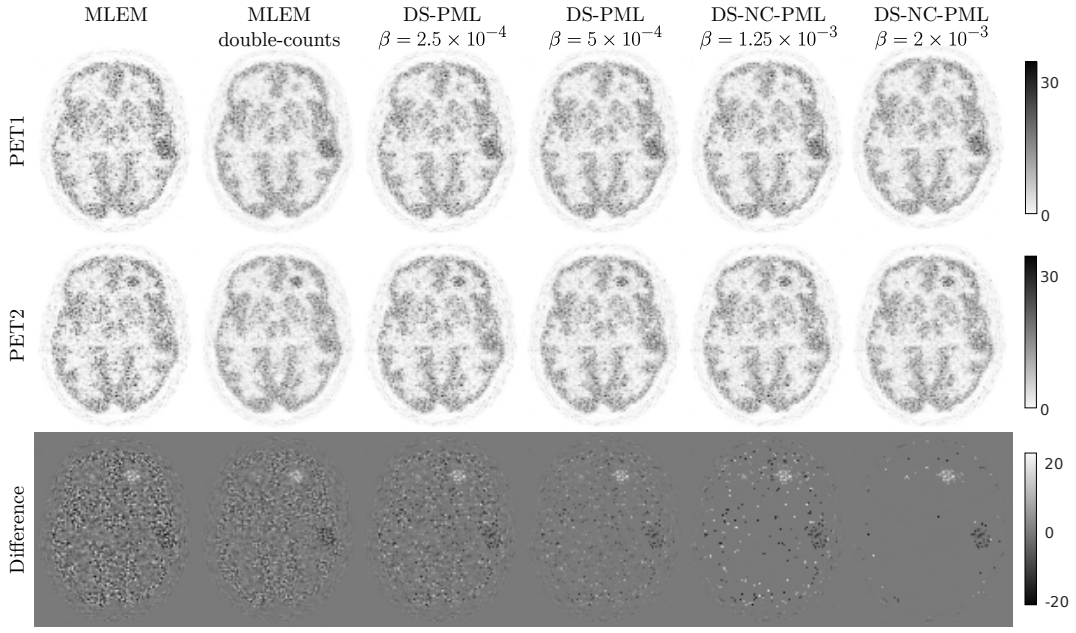 MLEM MLEM DS-PML DS-PML DS-NC-PML DS-NC-PML
double-counts β = 2.5 × 10⁻⁴ β = 5 × 10⁻⁴ β = 1.25 × 10⁻³ β = 2 × 10⁻³
PET1
30
0
PET2
30
0
Difference
20
0
-20